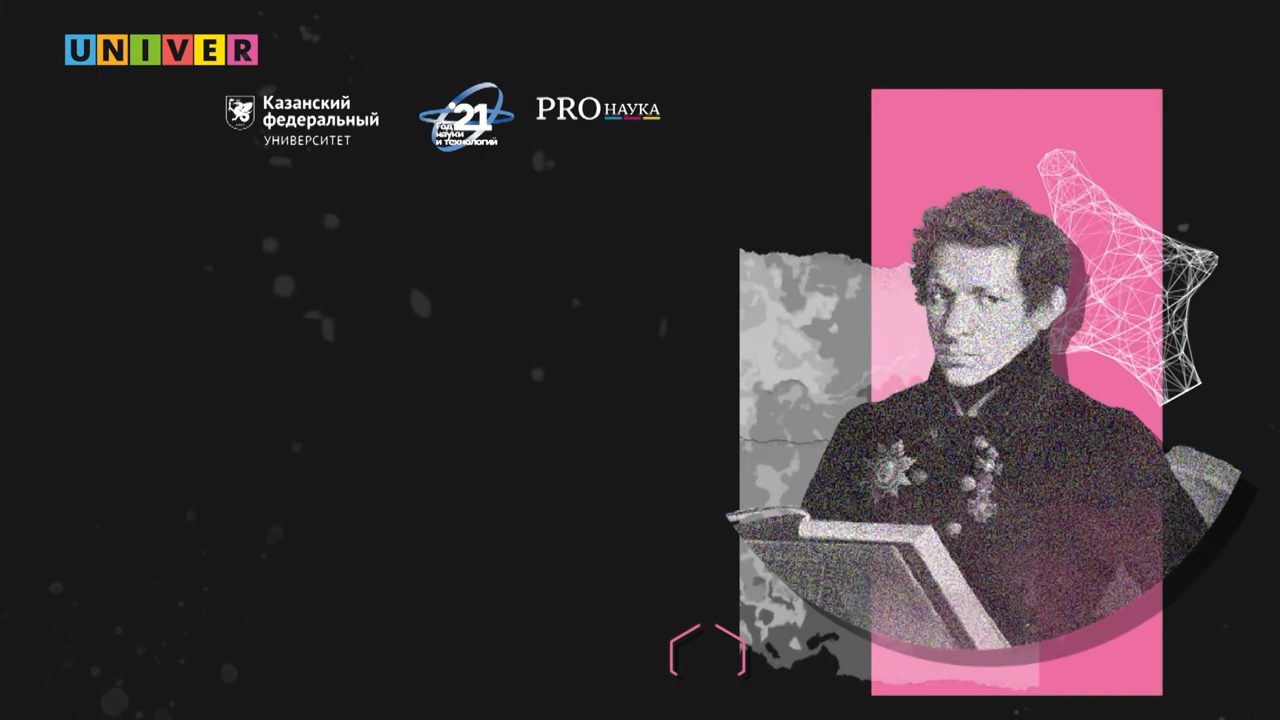 UNIVER
Казанский
федеральный
УНИВЕРСИТЕТ
'21
год
науки
и технологий
PRO НАУКА